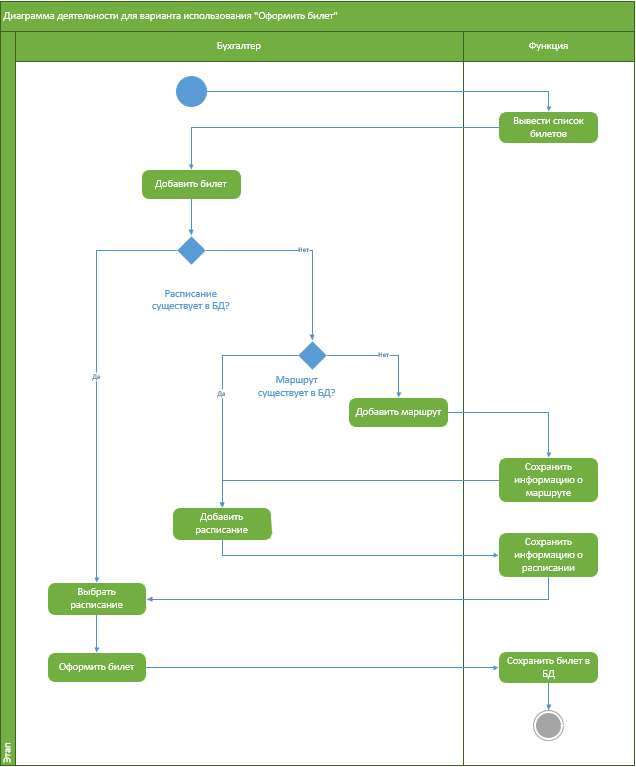 Диаграмма деятельности для варианта использования "Оформить билет"
Бухгалтер
Функция
Вывести список
билетов
Добавить билет
Нет
Расписание
существует в БД?
Нет
Да
Маршрут
существует в БД?
Да
Добавить маршрут
Сохранить
информацию о
маршруте
Добавить
расписание
Сохранить
информацию о
расписании
Выбрать
расписание
Оформить билет
Сохранить билет в
БД
Этап